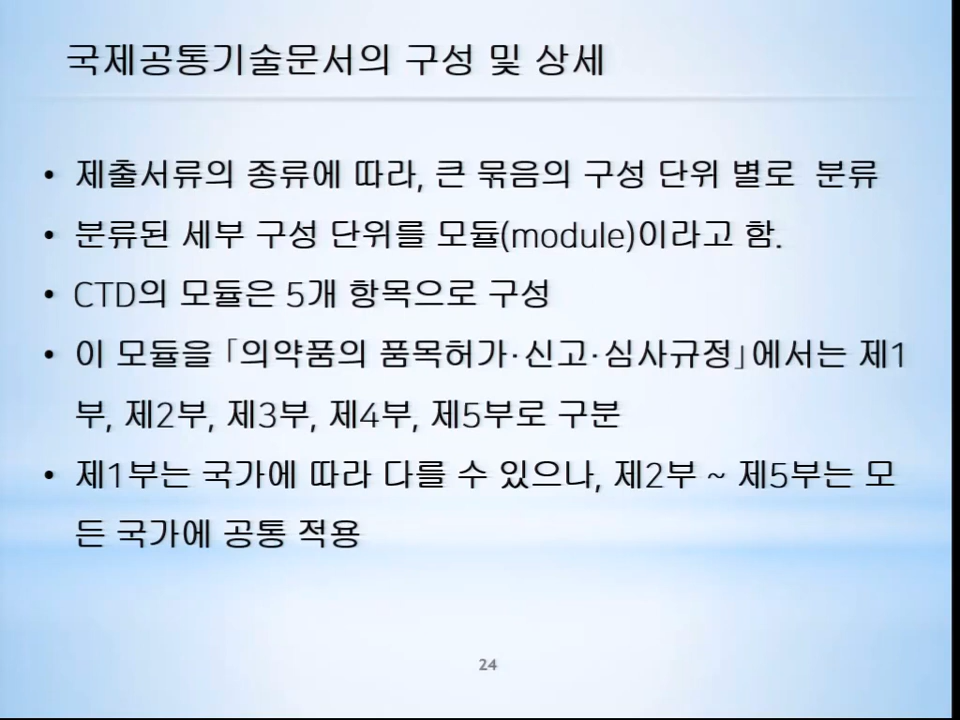 국제공통기술문서의 구성 및 상세
• 제출서류의 종류에 따라, 큰 묶음의 구성 단위 별로 분류
• 분류된 세부 구성 단위를 모듈(module)이라고 함.
• CTD의 모듈은 5개 항목으로 구성
• 이 모듈을 「의약품의 품목허가·신고·심사규정」에서는 제1
부, 제2부, 제3부, 제4부, 제5부로 구분
• 제1부는 국가에 따라 다를 수 있으나, 제2부 ~ 제5부는 모
든 국가에 공통 적용
24